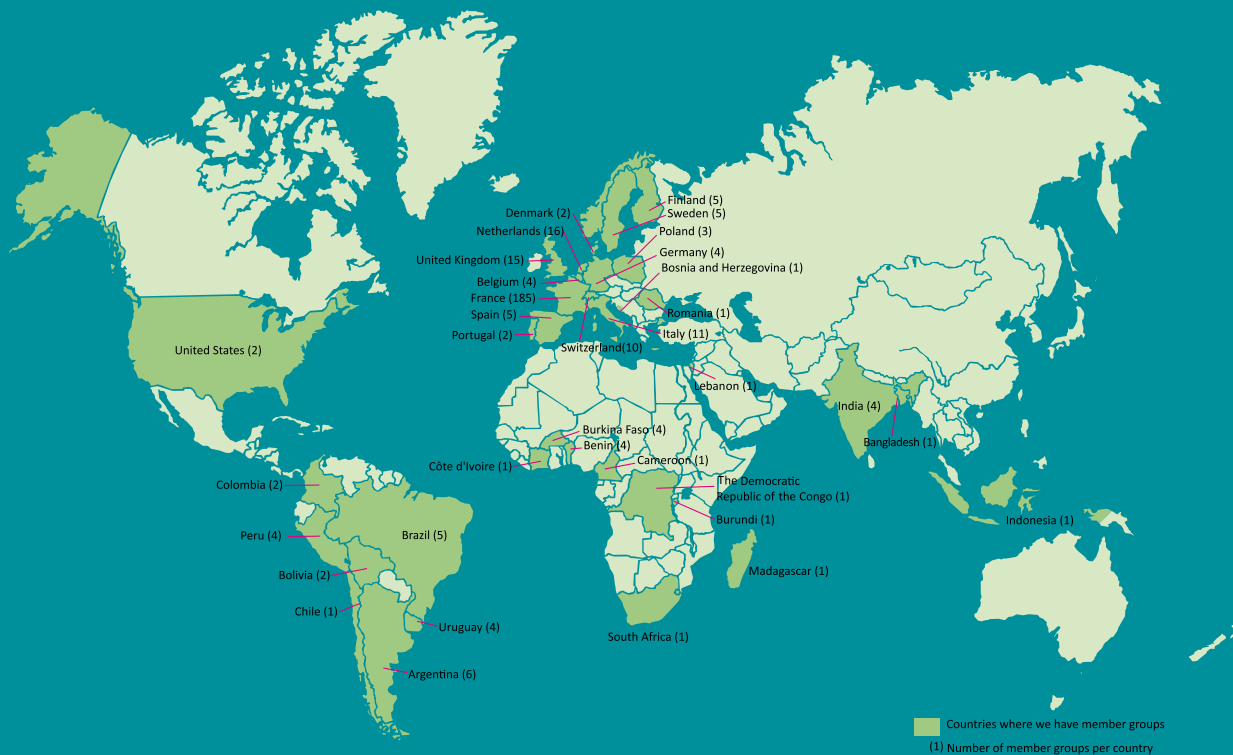 Finland (5)
Denmark (2)
Sweden (5)
Netherlands (16)
Poland (3)
Germany (4)
United Kingdom (15)
Bosnia and Herzegovina (1)
Belgium (4)
France (185)
Spain (5)
Romania (1)
Portugal (2)
Italy (11)
Switzerland(10)
United States (2)
Lebanon (1)
India (4)
Bangladesh (1)
Burkina Faso (4)
Benin (4)
Côte d'Ivoire (1)
Cameroon (1)
The Democratic
Republic of the Congo (1)
Colombia (2)
Burundi (1)
Indonesia (1)
Peru (4)
Brazil (5)
Madagascar (1)
Bolivia (2)
Chile (1)
Uruguay (4)
South Africa (1)
Argentina (6)
Countries where we have member groups
(1) Number of member groups per country